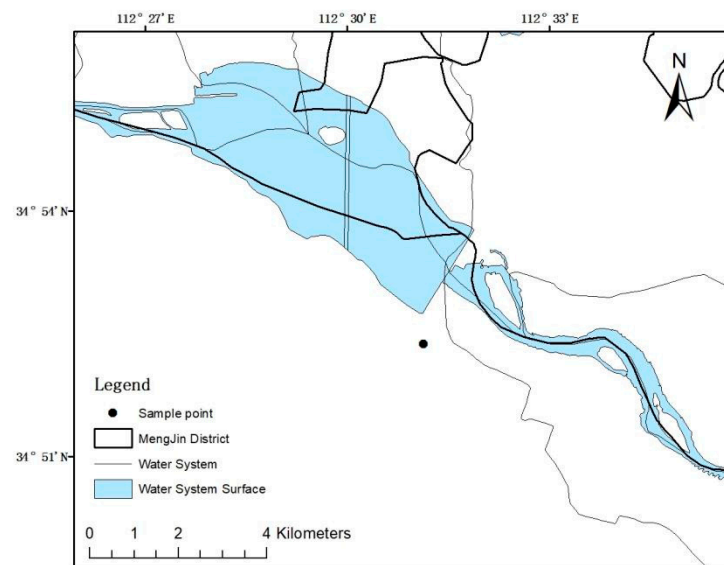 112° 27′E 112° 30′E 112° 33′E
N
34° 54′N
34° 51′N
Legend
Sample point
MengJin District
Water System
Water System Surface
0 1 2 4 Kilometers